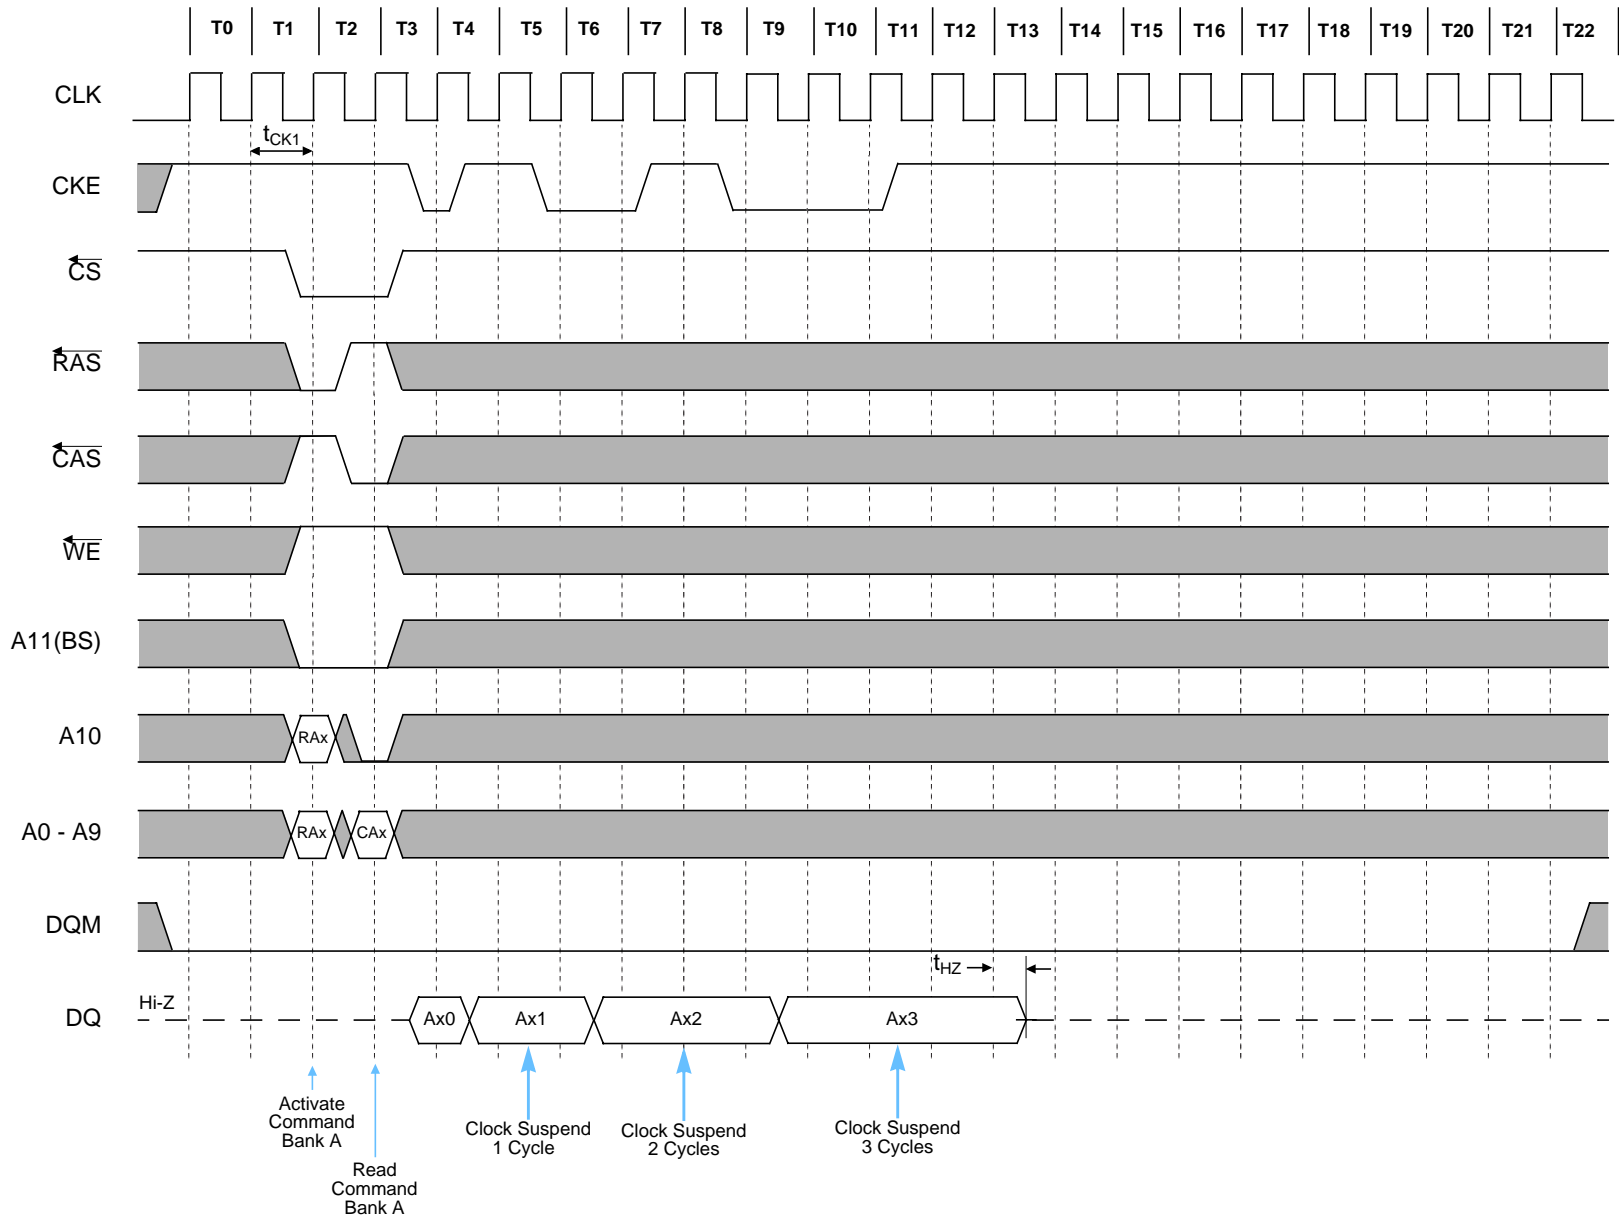 T0 T1 T2 T3 T4 T5 T6 T7 T8 T9 T10 T11 T12 T13 T14 T15 T16 T17 T18 T19 T20 T21 T22
CLK
tCK1
CKE
CS
RAS
CAS
WE
A11(BS)
A10
RAx
A0 - A9
RAx CAx
DQM
tHZ
Hi-Z
DQ
Ax0 Ax1 Ax2 Ax3
Activate
Command
Bank A
Read
Command
Bank A
Clock Suspend
1 Cycle
Clock Suspend
2 Cycles
Clock Suspend
3 Cycles